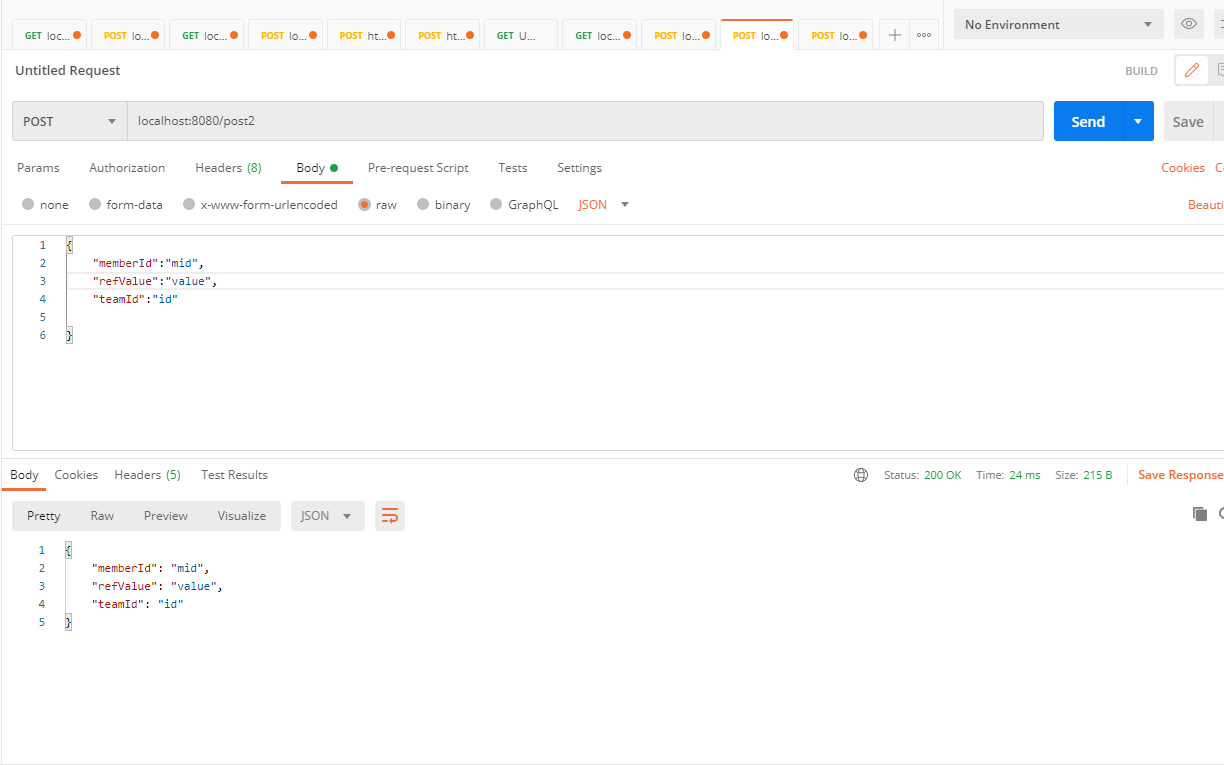 GET loc... POST lo... GET loc... POST lo... POST ht... POST ht... GET U... GET loc... POST lo... POST lo... POST lo... No Environment
Untitled Request BUILD
POST localhost:8080/post2 Send Save
Params Authorization Headers (8) Body Pre-request Script Tests Settings Cookies
none form-data x-www-form-urlencoded raw binary GraphQL JSON Beauti
1 {
2 "memberId":"mid",
3 "refValue":"value",
4 "teamId":"id"
5
6 }
Body Cookies Headers (5) Test Results Status: 200 OK Time: 24 ms Size: 215 B Save Response
Pretty Raw Preview Visualize JSON
1 {
2 "memberId": "mid",
3 "refValue": "value",
4 "teamId": "id"
5 }